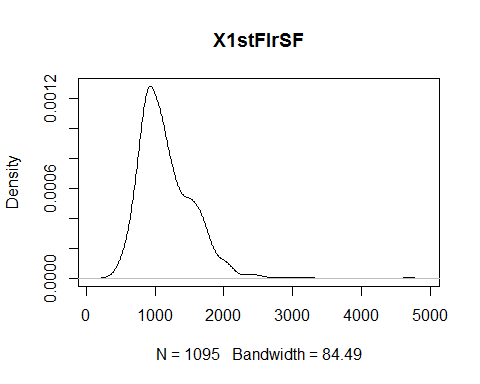 X1stFlrSF
Density
0.0000 0.0006 0.0012
0 1000 2000 3000 4000 5000
N = 1095 Bandwidth = 84.49